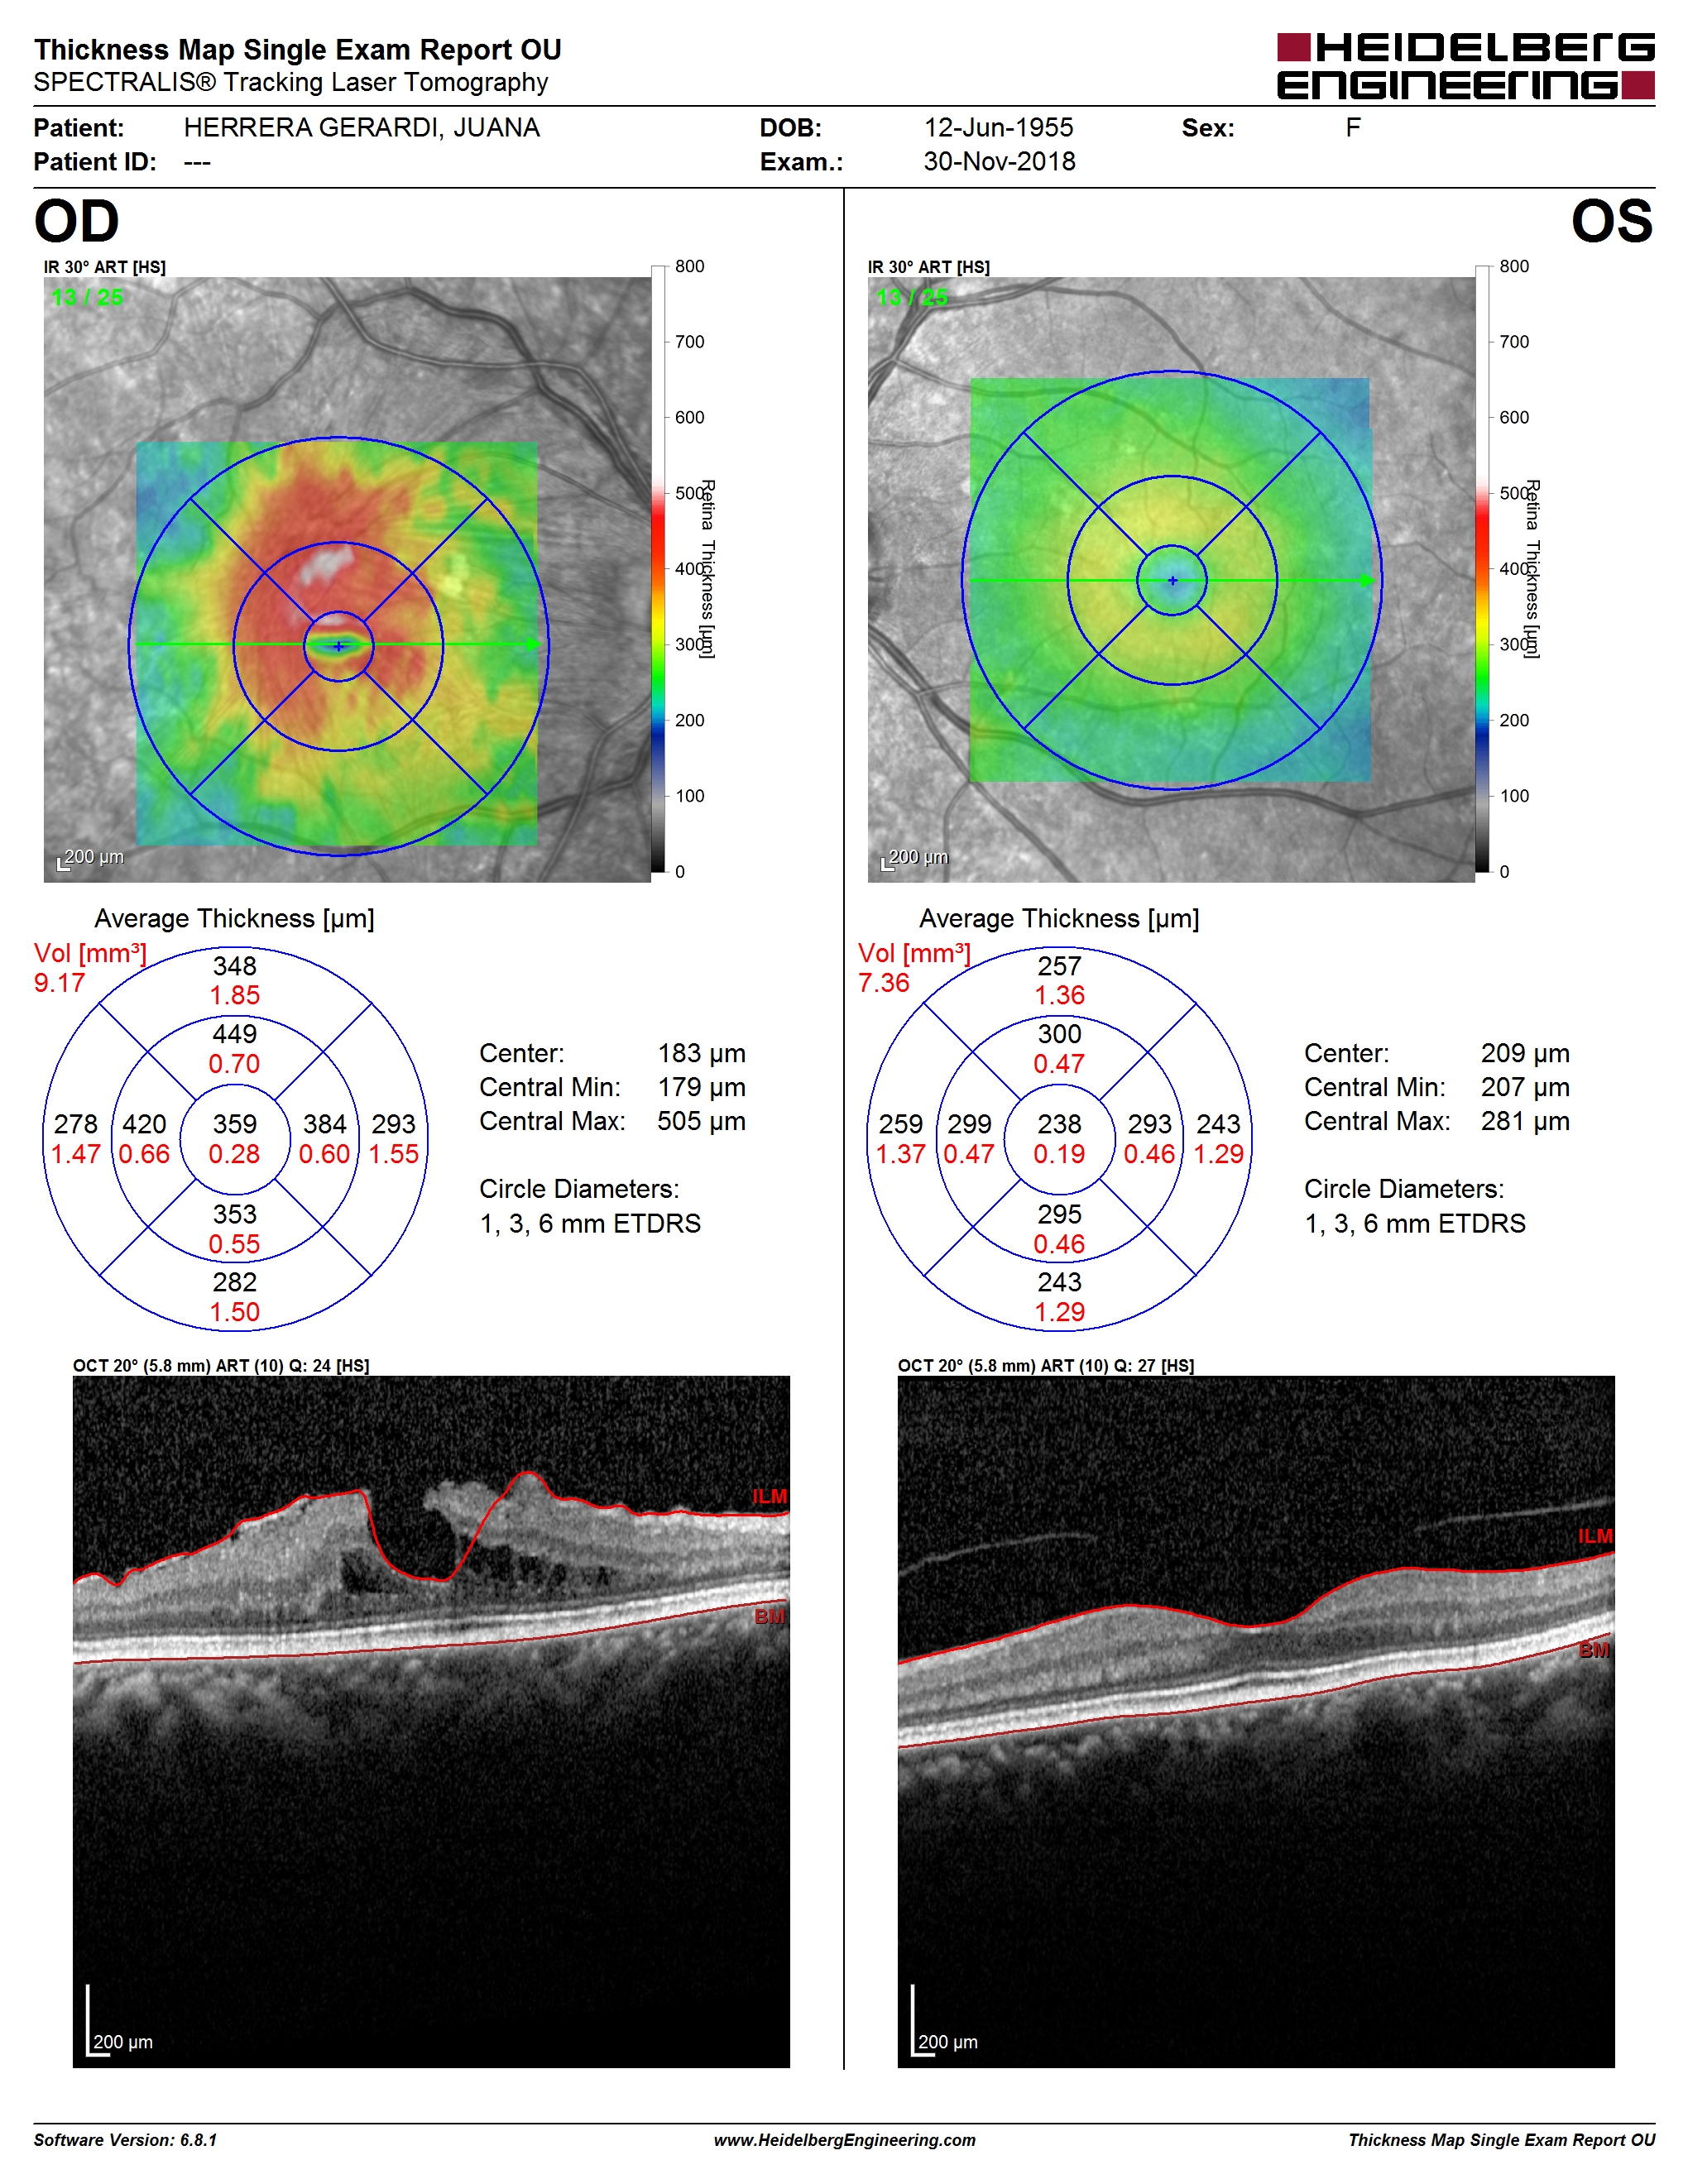 Thickness Map Single Exam Report OU
SPECTRALIS® Tracking Laser Tomography
HEIDELBERG
ENGINEERING
Patient: HERRERA GERARDI, JUANA DOB: 12-Jun-1955 Sex: F
Patient ID: --- Exam.: 30-Nov-2018
OD
IR 30° ART [HS]
13 / 25
800
700
600
500
400
300
200
100
0
Retina Thickness [µm]
200 µm
Average Thickness [µm]
Vol [mm³]
9.17
348
1.85
449
0.70
278 420 359 384 293
1.47 0.66 0.28 0.60 1.55
353
0.55
282
1.50
Center: 183 µm
Central Min: 179 µm
Central Max: 505 µm
Circle Diameters:
1, 3, 6 mm ETDRS
OCT 20° (5.8 mm) ART (10) Q: 24 [HS]
ILM
BM
200 µm
OS
IR 30° ART [HS]
13 / 25
800
700
600
500
400
300
200
100
0
Retina Thickness [µm]
200 µm
Average Thickness [µm]
Vol [mm³]
7.36
257
1.36
300
0.47
259 299 238 293 243
1.37 0.47 0.19 0.46 1.29
295
0.46
243
1.29
Center: 209 µm
Central Min: 207 µm
Central Max: 281 µm
Circle Diameters:
1, 3, 6 mm ETDRS
OCT 20° (5.8 mm) ART (10) Q: 27 [HS]
ILM
BM
200 µm
Software Version: 6.8.1 www.HeidelbergEngineering.com Thickness Map Single Exam Report OU